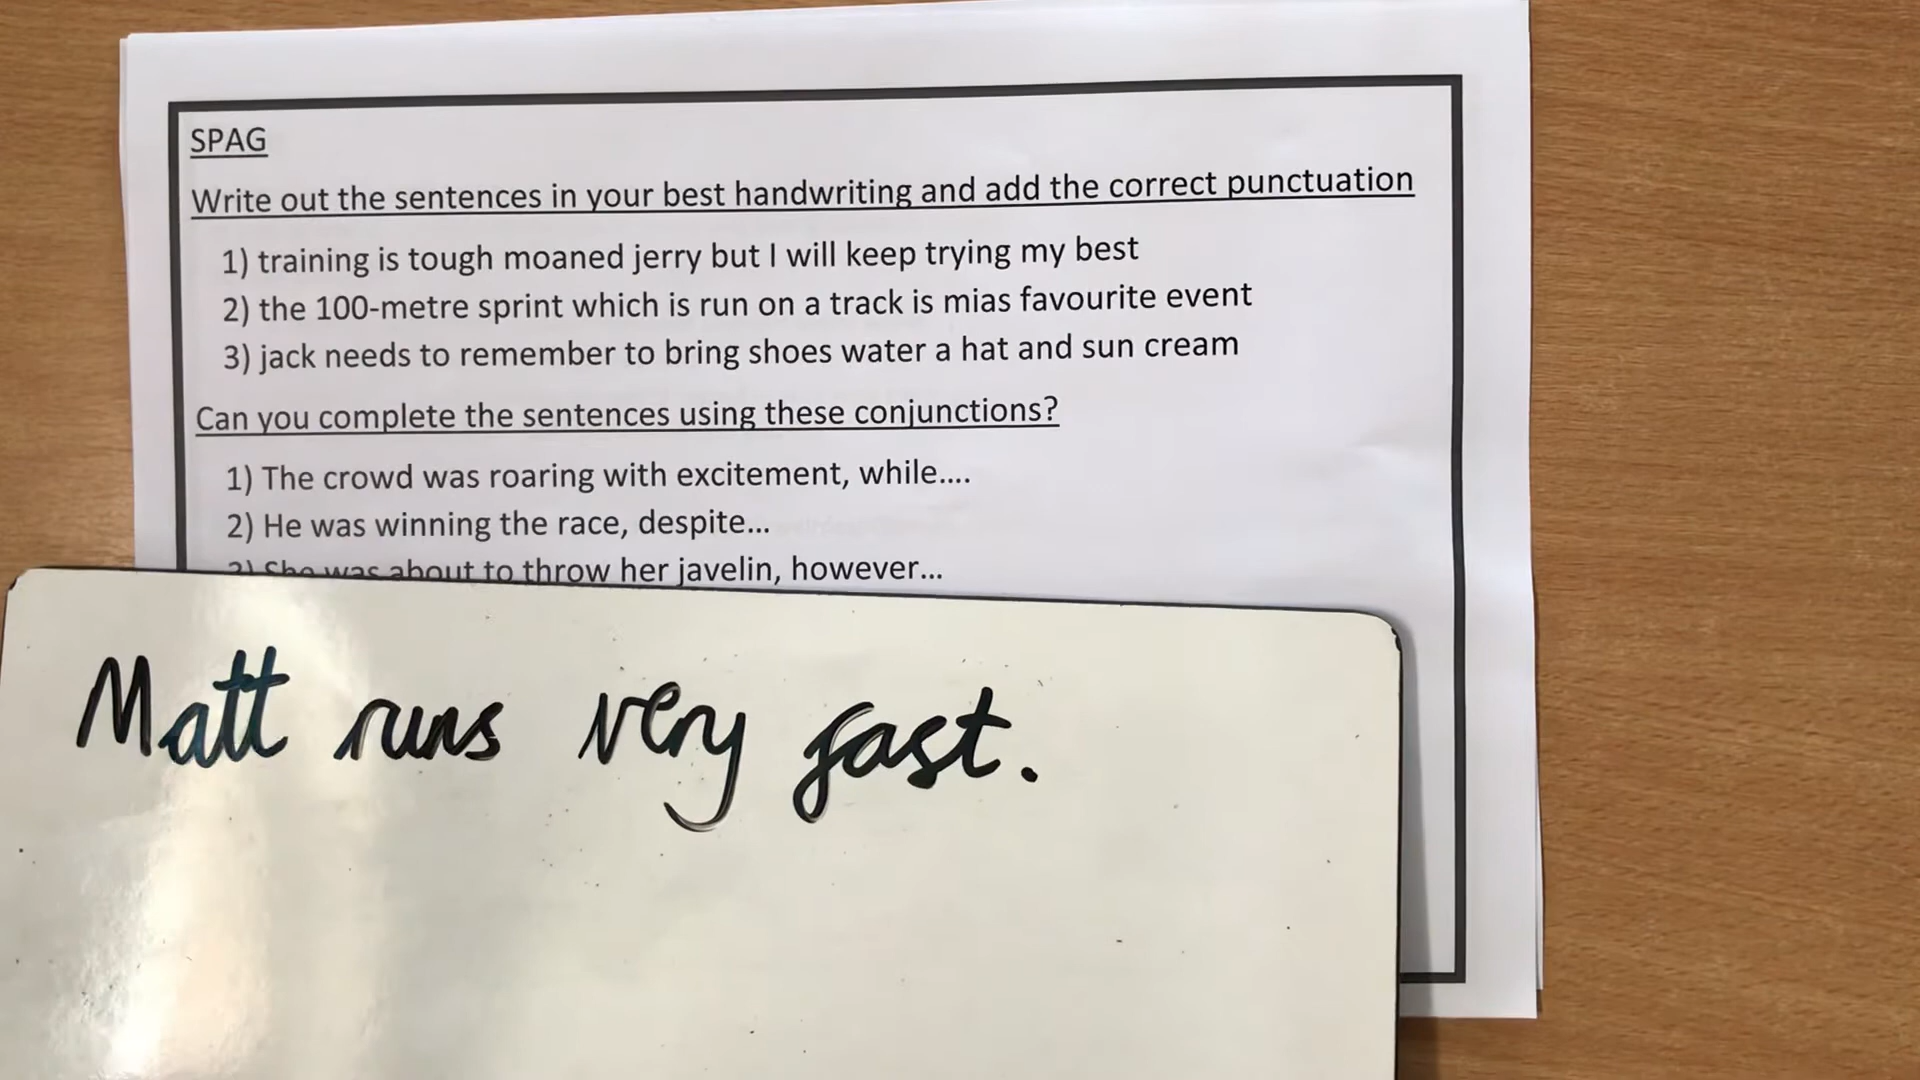 SPAG
Write out the sentences in your best handwriting and add the correct punctuation
1) training is tough moaned jerry but I will keep trying my best
2) the 100-metre sprint which is run on a track is mias favourite event
3) jack needs to remember to bring shoes water a hat and sun cream
Can you complete the sentences using these conjunctions?
1) The crowd was roaring with excitement, while....
2) He was winning the race, despite...
3) She was about to throw her javelin, however...
Matt runs very fast.